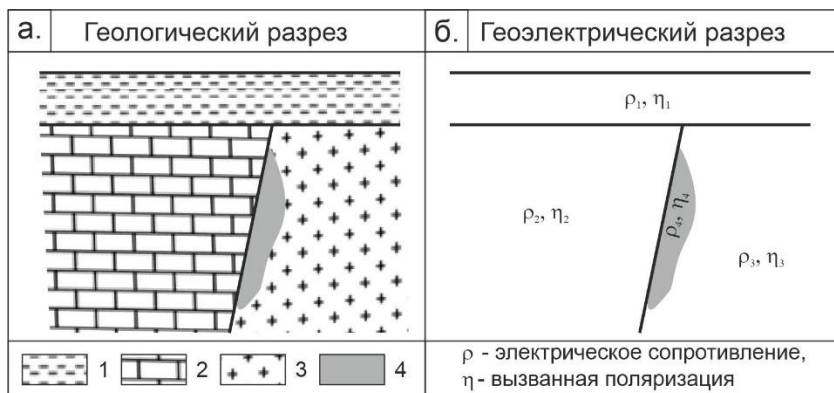 а. Геологический разрез
б. Геоэлектрический разрез
ρ₁, η₁
ρ₂, η₂
ρ₄, η₄
ρ₃, η₃
1 2 3 4
ρ - электрическое сопротивление,
η - вызванная поляризация